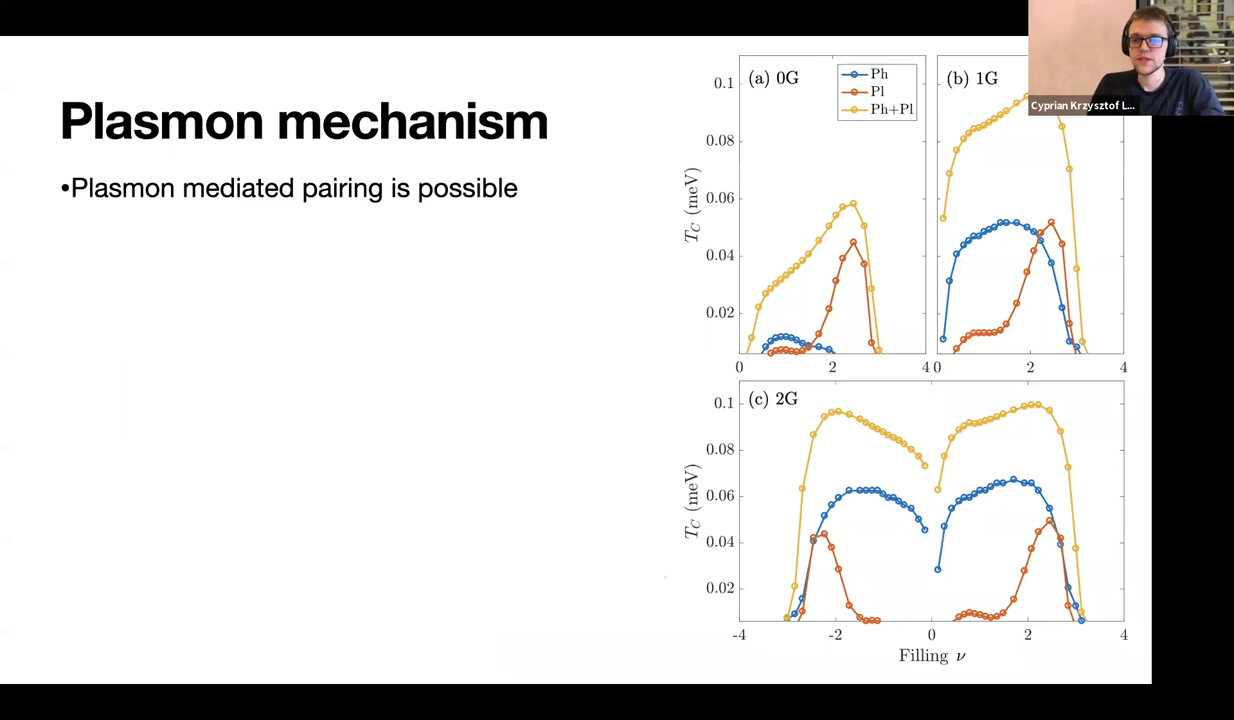 Plasmon mechanism
•Plasmon mediated pairing is possible
(a) 0G
Ph
Pl
Ph+Pl
0.1
0.08
0.06
0.04
0.02
T_C (meV)
0
2
4
(b) 1G
0
2
4
(c) 2G
0.1
0.08
0.06
0.04
0.02
T_C (meV)
-4
-2
0
2
4
Filling ν
Cyprian Krzysztof L...